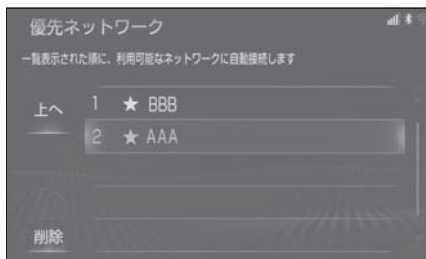 優先ネットワーク
一覧表示された順に、利用可能なネットワークに自動接続します
上へ
1 ★ BBB
2 ★ AAA
下へ
削除